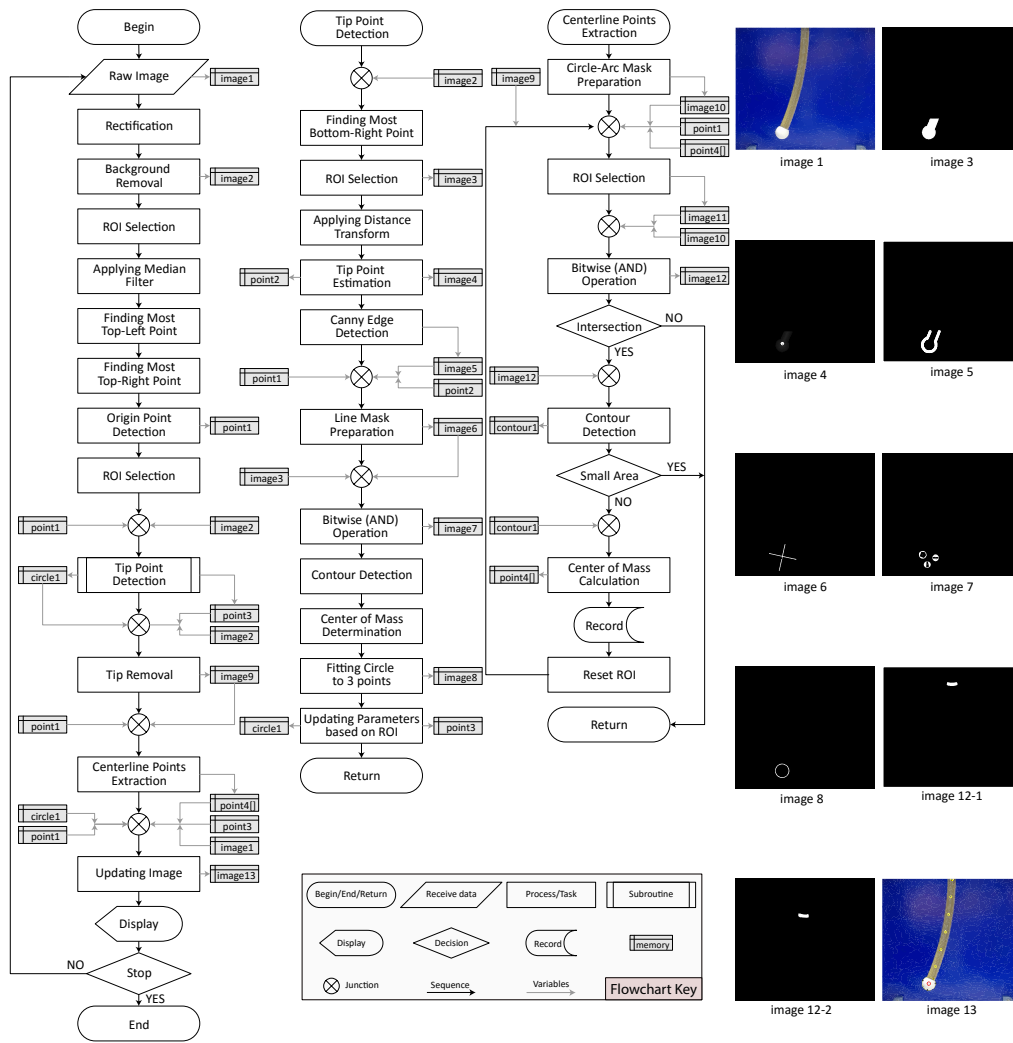 Begin
Raw Image
image1
Rectification
Background
Removal
image2
ROI Selection
Applying Median
Filter
Finding Most
Top-Left Point
Finding Most
Top-Right Point
Origin Point
Detection
point1
ROI Selection
point1
image2
Tip Point
Detection
circle1
point3
image2
Tip Removal
image9
point1
Centerline Points
Extraction
point4[]
circle1
point3
point1
image1
Updating Image
image13
Display
NO
Stop
YES
End
Tip Point
Detection
image2
Finding Most
Bottom-Right Point
ROI Selection
image3
Applying Distance
Transform
point2
Tip Point
Estimation
image4
Canny Edge
Detection
point1
image5
point2
Line Mask
Preparation
image6
image3
Bitwise (AND)
Operation
image7
Contour Detection
Center of Mass
Determination
Fitting Circle
to 3 points
image8
circle1
Updating Parameters
based on ROI
point3
Return
Centerline Points
Extraction
image9
Circle-Arc Mask
Preparation
image10
point1
point4[]
ROI Selection
image11
image10
Bitwise (AND)
Operation
image12
Intersection
NO
YES
image12
contour1
Contour
Detection
Small Area
YES
NO
contour1
point4[]
Center of Mass
Calculation
Record
Reset ROI
Return
Begin/End/Return
Receive data
Process/Task
Subroutine
Display
Decision
Record
memory
Junction
Sequence
Variables
Flowchart Key
image 1
image 3
image 4
image 5
image 6
image 7
image 8
image 12-1
image 12-2
image 13